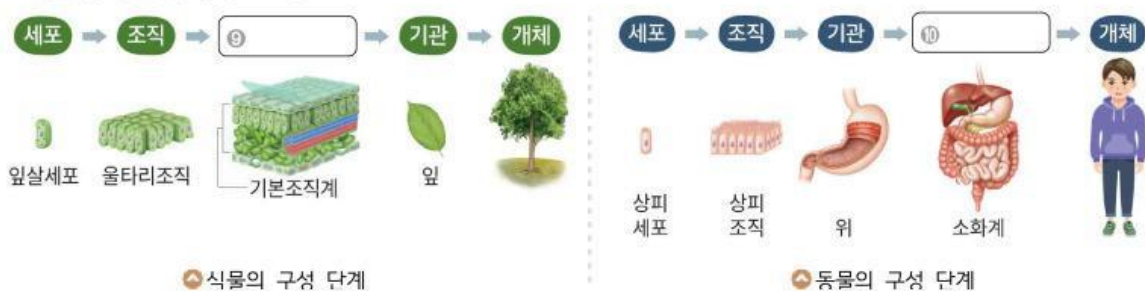 세포 조직 ⑨ 기관 개체
잎살세포 울타리조직 기본조직계 잎
식물의 구성 단계
세포 조직 기관 ⑩ 개체
상피
세포
상피
조직
위 소화계
동물의 구성 단계